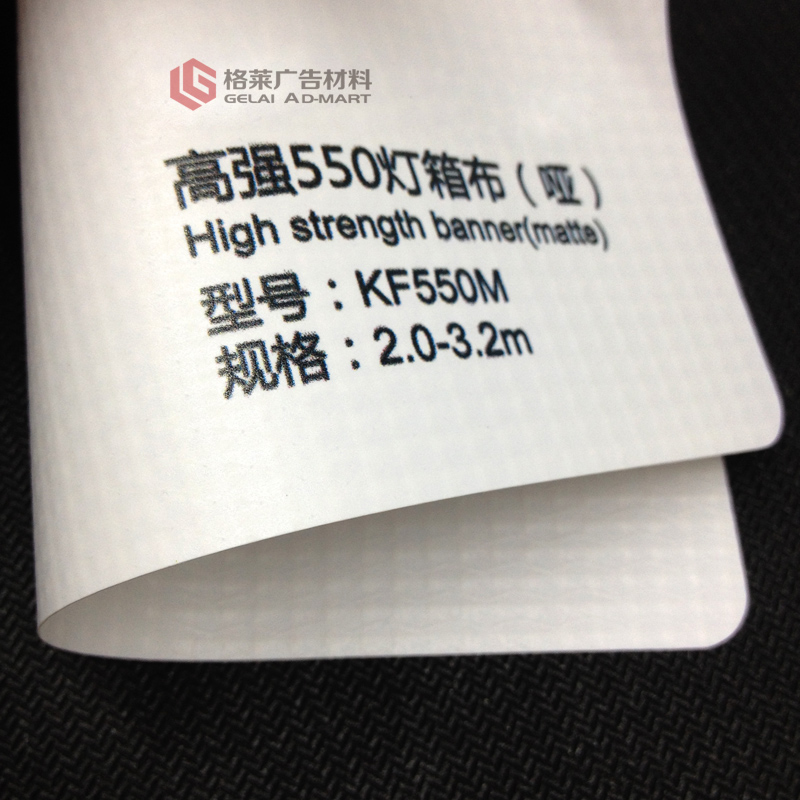 格莱广告材料
GELAI AD-MART
高强550灯箱布（哑）
High strength banner(matte)
型号：KF550M
规格：2.0-3.2m